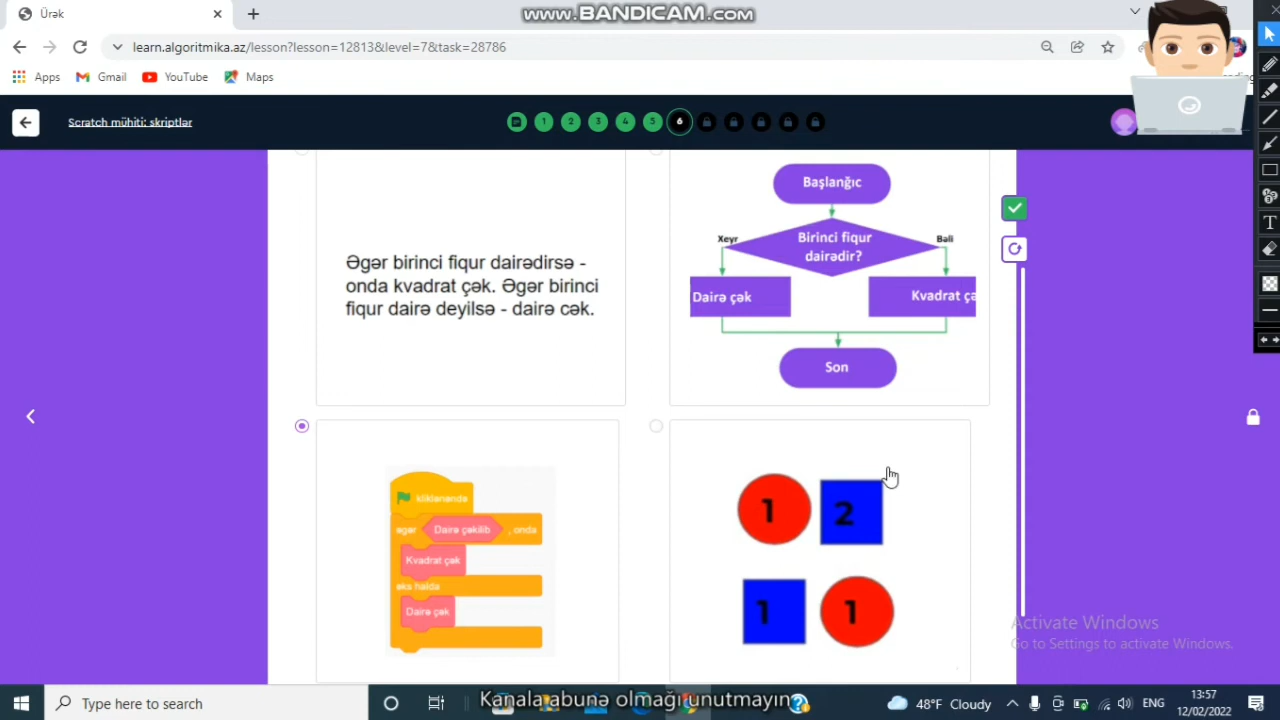 www.BANDICAM.com
Ürək
learn.algoritmika.az/lesson?lesson=12813&level=7&task=28786
Apps
Gmail
YouTube
Maps
Scratch mühiti: skriptlər
1
2
3
4
5
6
Əgər birinci fiqur dairədirsə -
onda kvadrat çək. Əgər birinci
fiqur dairə deyilsə - dairə cək.
Başlanğıc
Xeyr
Birinci fiqur
dairədir?
Bəli
Dairə çək
Kvadrat çə
Son
kliklənəndə
əgər Dairə çəkilib , onda
Kvadrat çək
əks halda
Dairə çək
1
2
1
1
Activate Windows
Go to Settings to activate Windows.
Kanala abunə olmağı unutmayın
Type here to search
48°F Cloudy
ENG
13:57
12/02/2022